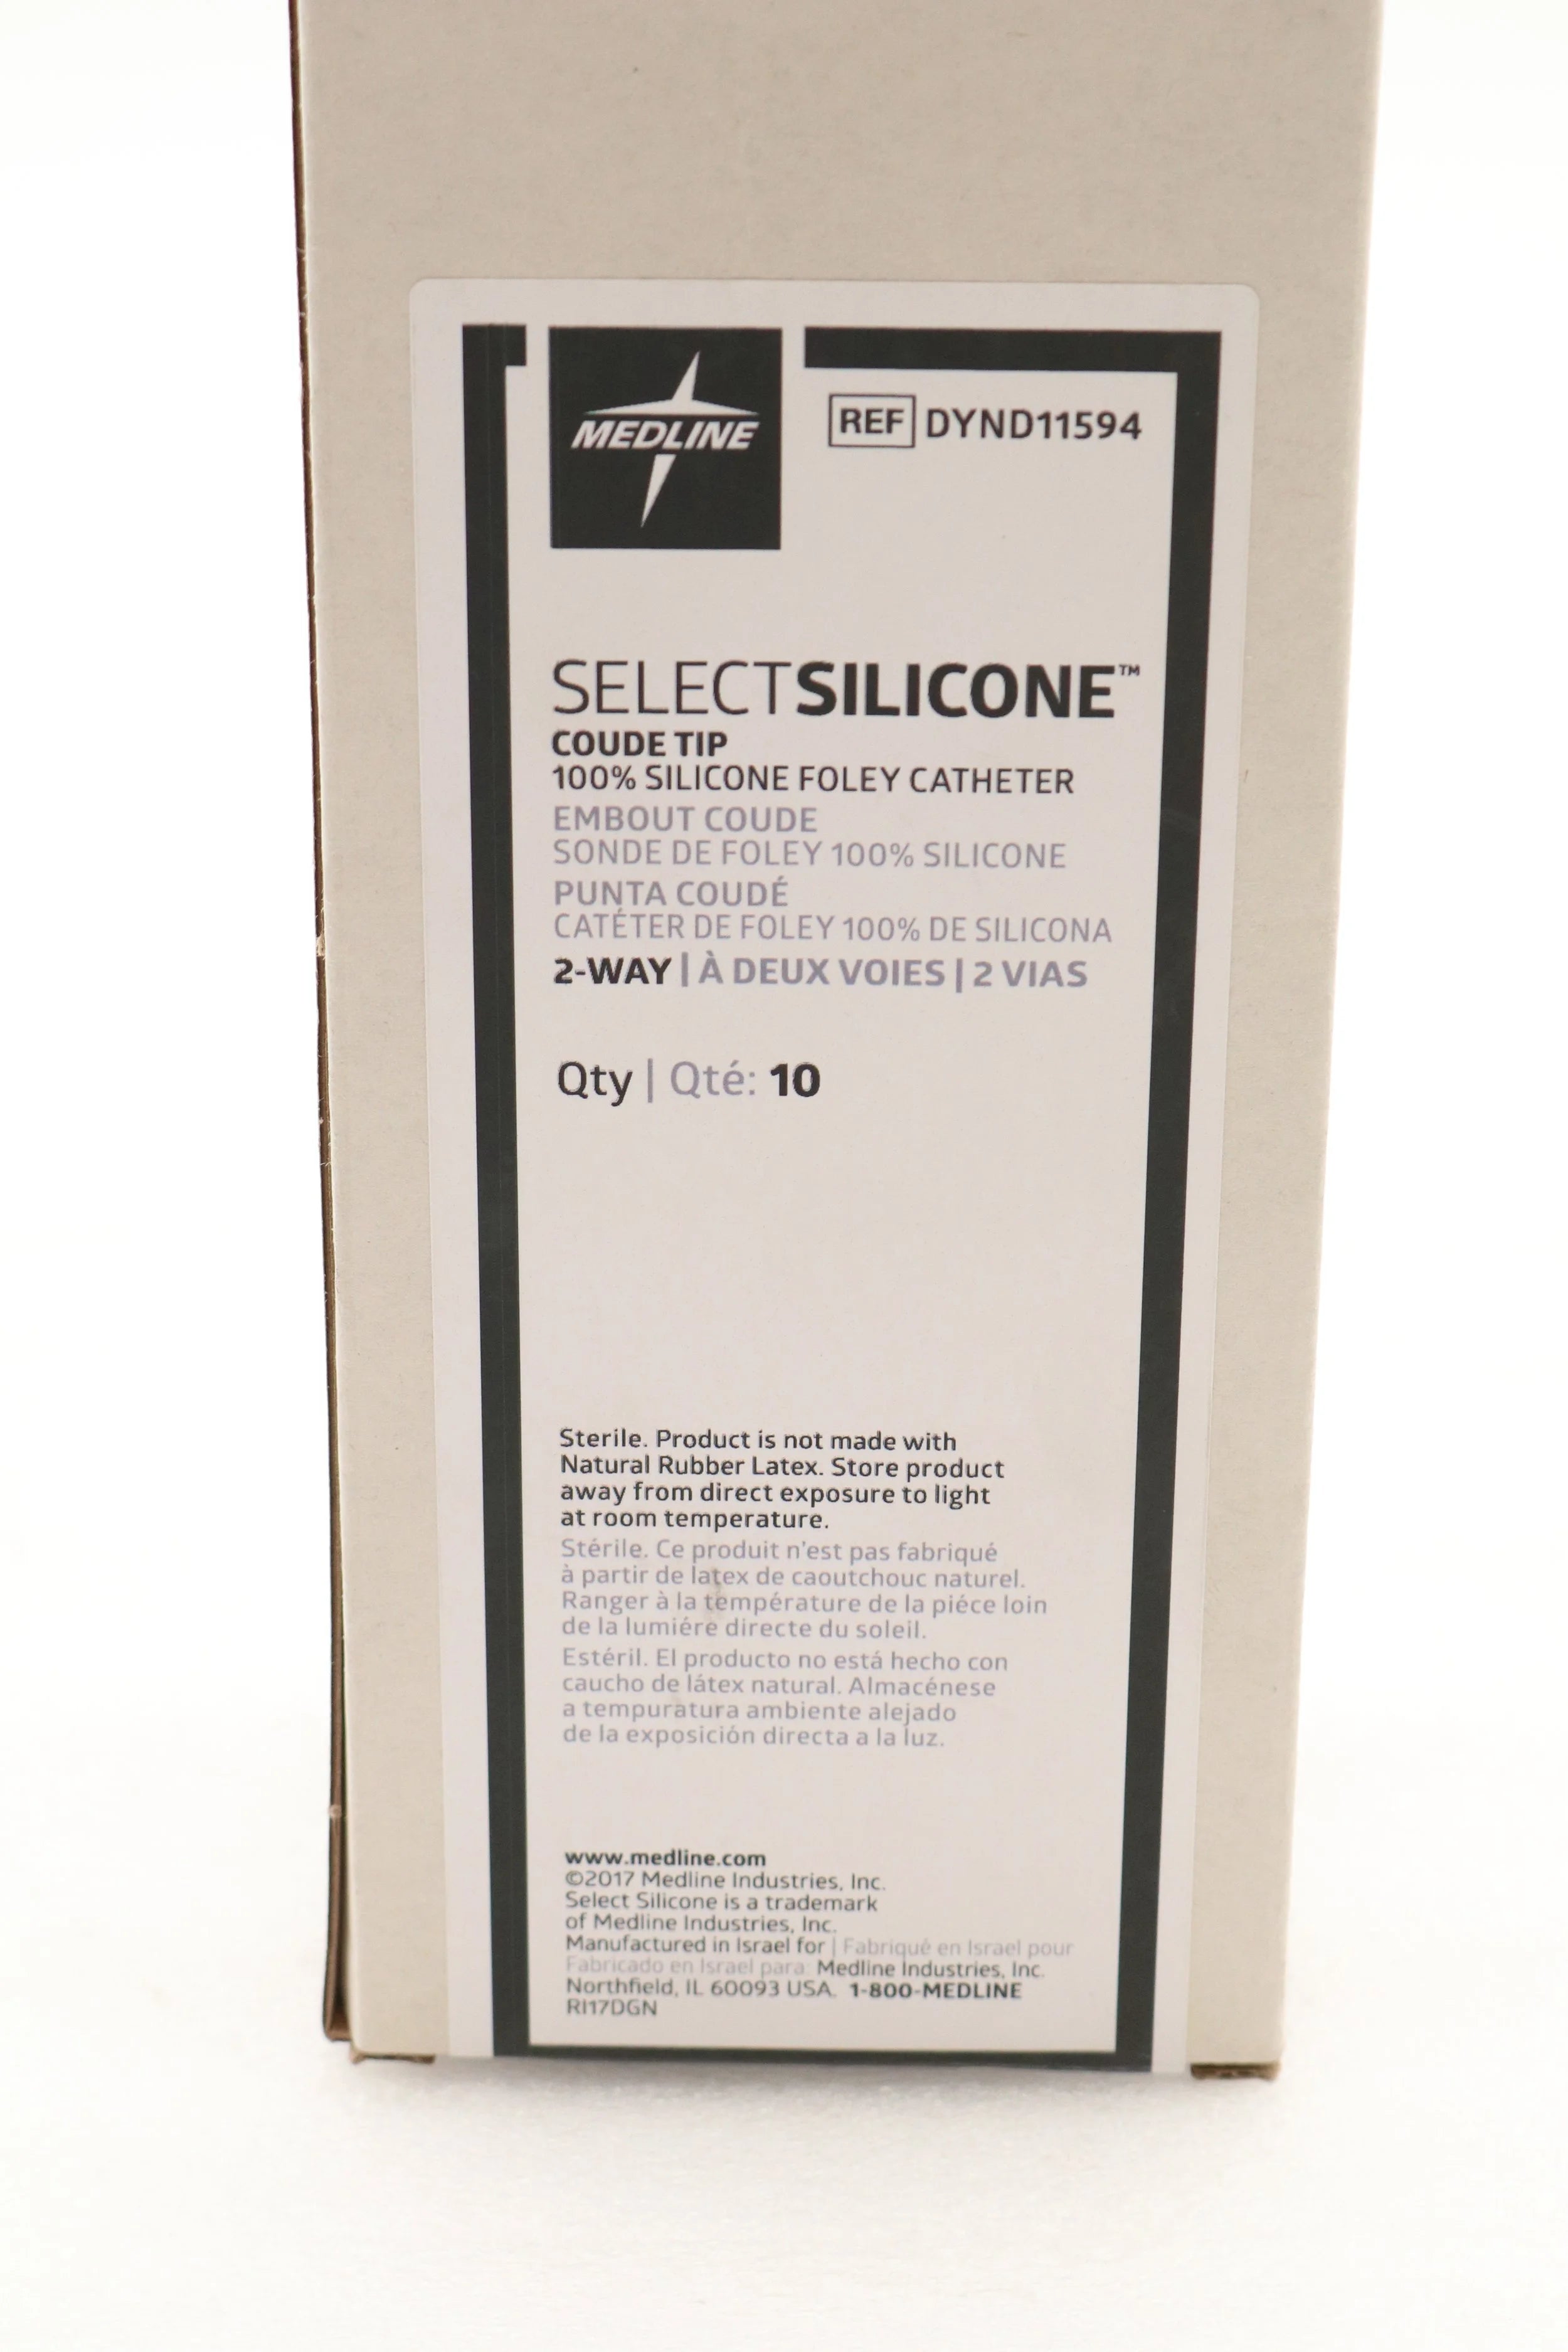 MEDLINE
REF DYND11594
SELECTSILICONE™
COUDE TIP
100% SILICONE FOLEY CATHETER
EMBOUT COUDE
SONDE DE FOLEY 100% SILICONE
PUNTA COUDÉ
CATÉTER DE FOLEY 100% DE SILICONA
2-WAY | À DEUX VOIES | 2 VIAS
Qty | Qté: 10
Sterile. Product is not made with
Natural Rubber Latex. Store product
away from direct exposure to light
at room temperature.
Stérile. Ce produit n'est pas fabriqué
à partir de latex de caoutchouc naturel.
Ranger à la température de la piéce loin
de la lumiére directe du soleil.
Estéril. El producto no está hecho con
caucho de látex natural. Almacénese
a tempuratura ambiente alejado
de la exposición directa a la luz.
www.medline.com
©2017 Medline Industries, Inc.
Select Silicone is a trademark
of Medline Industries, Inc.
Manufactured in Israel for | Fabriqué en Israel pour
Fabricado en Israel para: Medline Industries, Inc.
Northfield, IL 60093 USA. 1-800-MEDLINE
RI17DGN